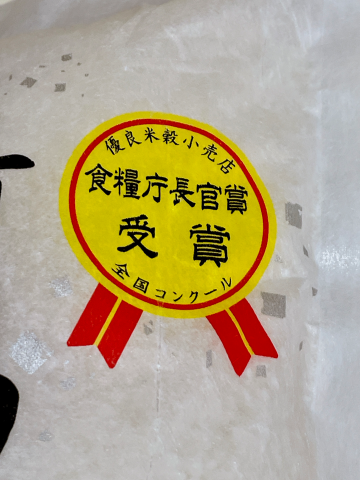 優良米穀小売店
食糧庁長官賞
受賞
全国コンクール